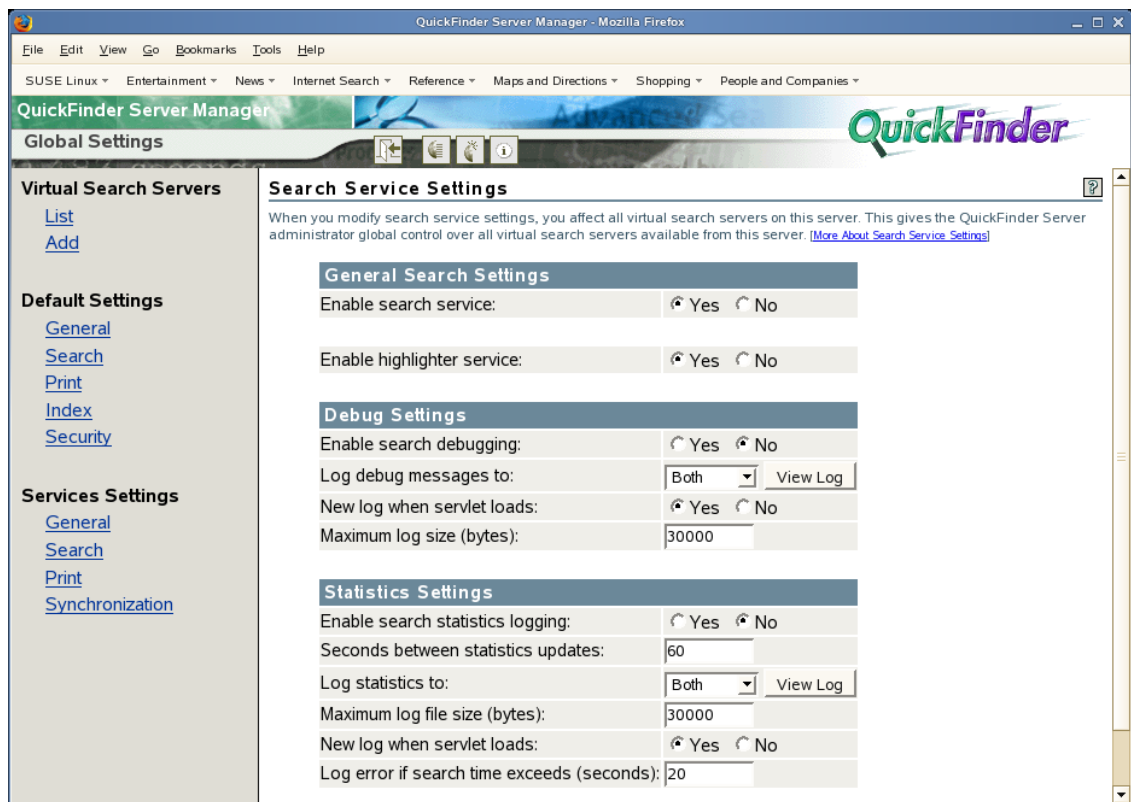 QuickFinder Server Manager - Mozilla Firefox
File Edit View Go Bookmarks Tools Help
SUSE Linux Entertainment News Internet Search Reference Maps and Directions Shopping People and Companies
QuickFinder Server Manager
Advanced Sea
QuickFinder
Global Settings
Virtual Search Servers
List
Add
Default Settings
General
Search
Print
Index
Security
Services Settings
General
Search
Print
Synchronization
Search Service Settings
?
When you modify search service settings, you affect all virtual search servers on this server. This gives the QuickFinder Server
administrator global control over all virtual search servers available from this server. [More About Search Service Settings]
General Search Settings
Enable search service: Yes No
Enable highlighter service: Yes No
Debug Settings
Enable search debugging: Yes No
Log debug messages to: Both View Log
New log when servlet loads: Yes No
Maximum log size (bytes): 30000
Statistics Settings
Enable search statistics logging: Yes No
Seconds between statistics updates: 60
Log statistics to: Both View Log
Maximum log file size (bytes): 30000
New log when servlet loads: Yes No
Log error if search time exceeds (seconds): 20